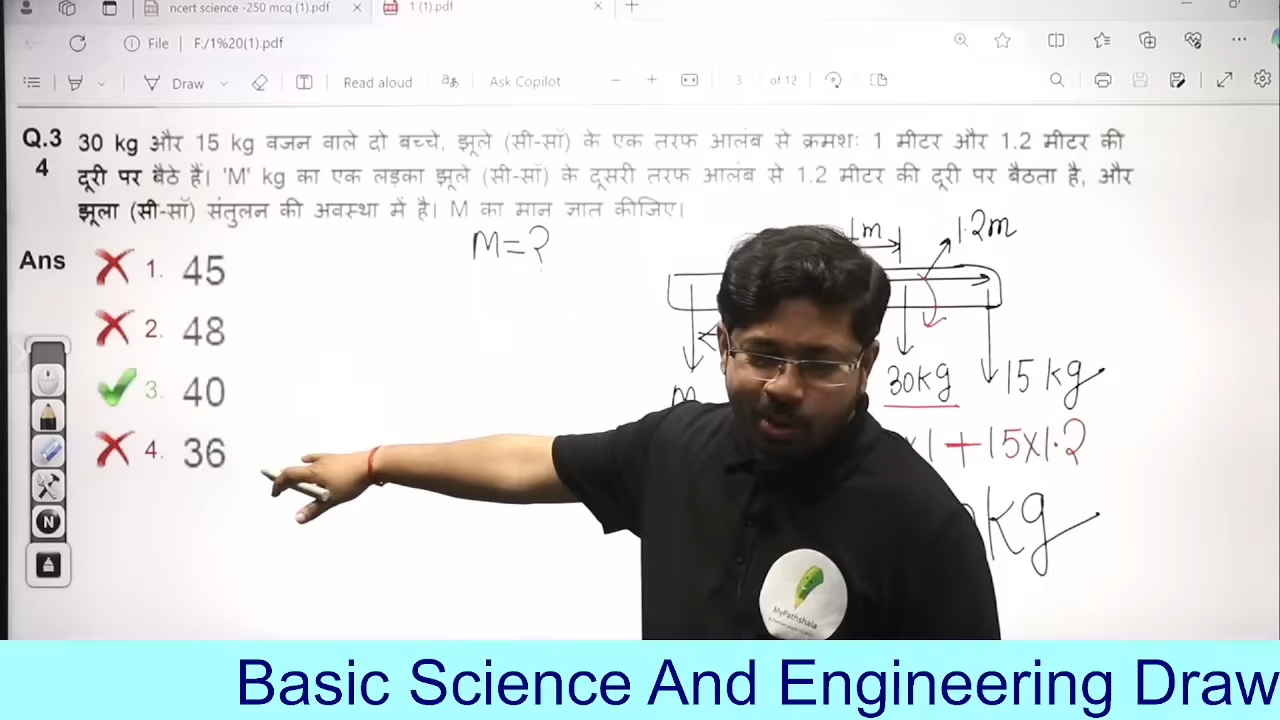 ncert science -250 mcq (1).pdf
1 (1).pdf
File
F:/1%20(1).pdf
Draw
Read aloud
Ask Copilot
3
of 12
Q.3
4
30 kg और 15 kg वजन वाले दो बच्चे, झूले (सी-सॉ) के एक तरफ आलंब से क्रमशः 1 मीटर और 1.2 मीटर की
दूरी पर बैठे हैं। 'M' kg का एक लड़का झूले (सी-सॉ) के दूसरी तरफ आलंब से 1.2 मीटर की दूरी पर बैठता है, और
झूला (सी-सॉ) संतुलन की अवस्था में है। M का मान ज्ञात कीजिए।
M=?
m
1.2m
Ans
1. 45
2. 48
3. 40
4. 36
30kg
15 kg
x1+15x1.2
kg
N
MyPathshala
Basic Science And Engineering Draw